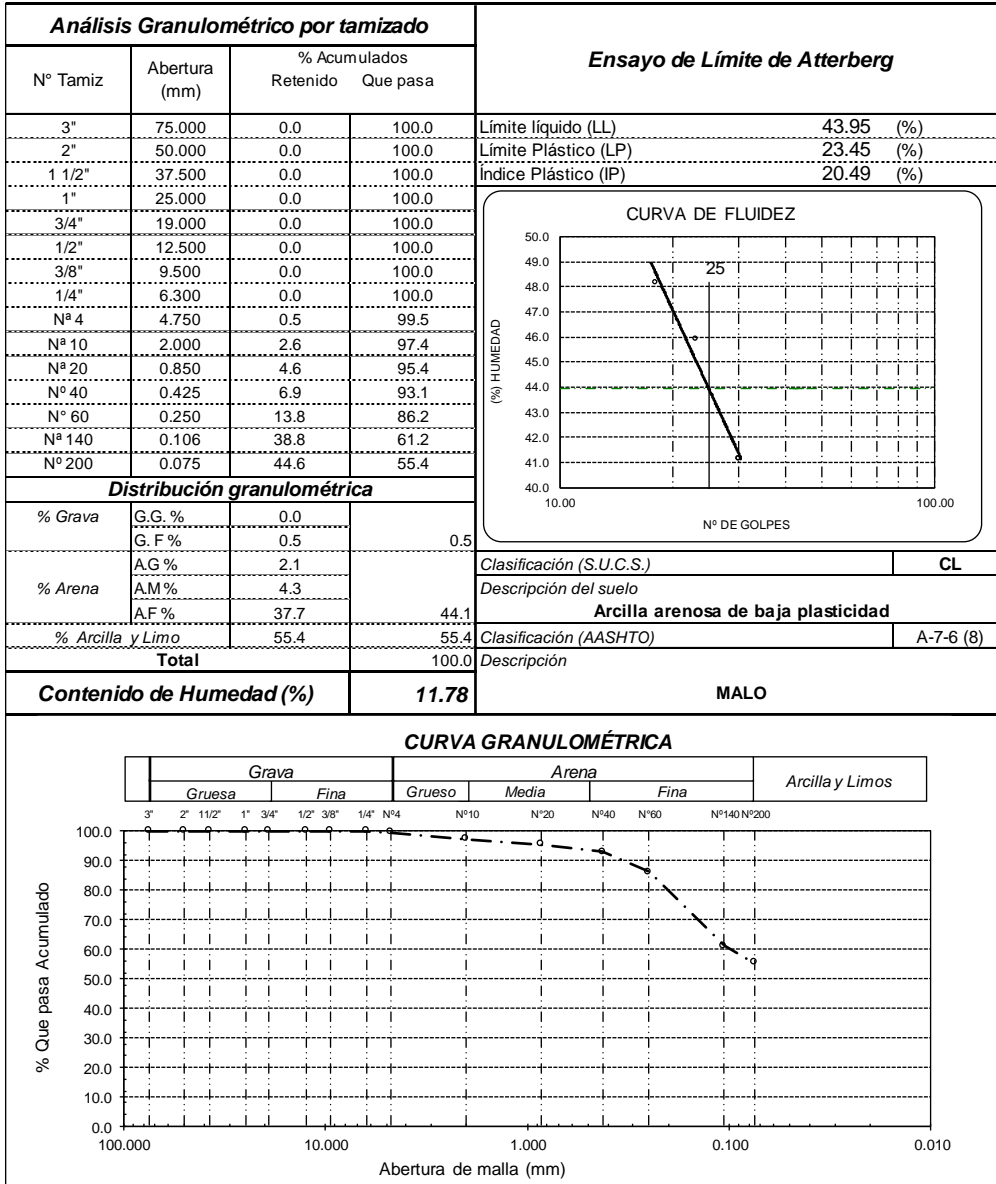 Análisis Granulométrico por tamizado
N° Tamiz Abertura (mm) % Acumulados Retenido Que pasa
3" 75.000 0.0 100.0
2" 50.000 0.0 100.0
1 1/2" 37.500 0.0 100.0
1" 25.000 0.0 100.0
3/4" 19.000 0.0 100.0
1/2" 12.500 0.0 100.0
3/8" 9.500 0.0 100.0
1/4" 6.300 0.0 100.0
Nª 4 4.750 0.5 99.5
Nª 10 2.000 2.6 97.4
Nª 20 0.850 4.6 95.4
Nº 40 0.425 6.9 93.1
N° 60 0.250 13.8 86.2
Nª 140 0.106 38.8 61.2
Nº 200 0.075 44.6 55.4
Distribución granulométrica
% Grava G.G. % 0.0
G. F % 0.5 0.5
% Arena A.G % 2.1
A.M % 4.3
A.F % 37.7 44.1
% Arcilla y Limo 55.4 55.4
Total 100.0
Contenido de Humedad (%) 11.78
Ensayo de Límite de Atterberg
Límite líquido (LL) 43.95 (%)
Límite Plástico (LP) 23.45 (%)
Índice Plástico (IP) 20.49 (%)
CURVA DE FLUIDEZ
25
(%) HUMEDAD
50.0
49.0
48.0
46.0
45.0
44.0
43.0
42.0
41.0
40.0
10.00 100.00
Nº DE GOLPES
Clasificación (S.U.C.S.) CL
Descripción del suelo
Arcilla arenosa de baja plasticidad
Clasificación (AASHTO) A-7-6 (8)
Descripción
MALO
CURVA GRANULOMÉTRICA
Grava Arena Arcilla y Limos
Gruesa Fina Grueso Media Fina
3" 2" 11/2" 1" 3/4" 1/2" 3/8" 1/4" Nº4 Nº10 N°20 Nº40 N°60 Nº140 Nº200
% Que pasa Acumulado
100.0
90.0
80.0
70.0
60.0
50.0
40.0
30.0
20.0
10.0
0.0
100.000 10.000 1.000 0.100 0.010
Abertura de malla (mm)